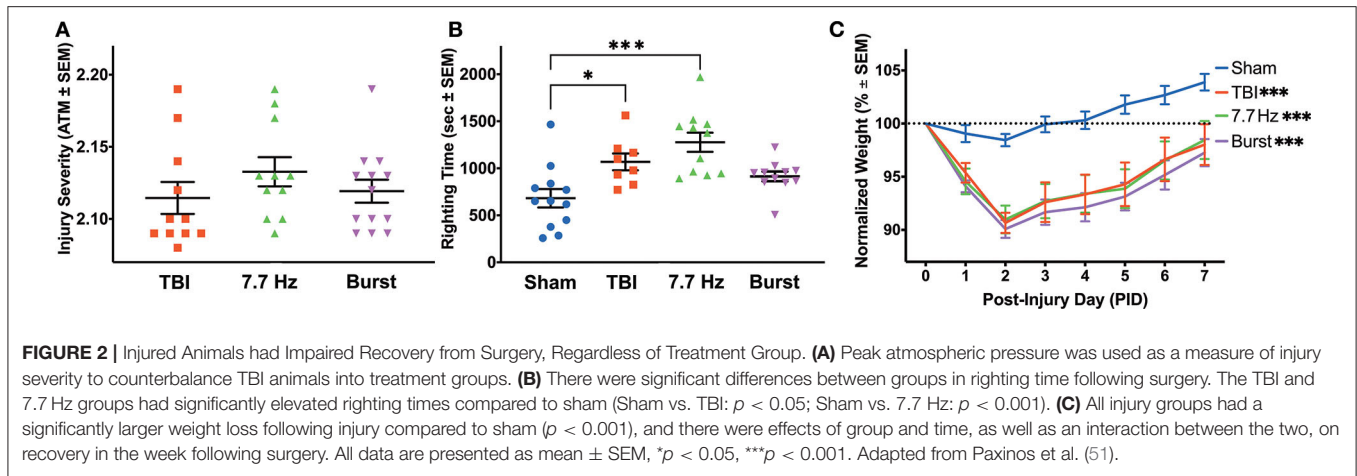 A
Injury Severity (ATM ± SEM)
2.20
2.15
2.10
TBI 7.7 Hz Burst
B
Righting Time (sec ± SEM)
2000
1500
1000
500
0
***
*
Sham TBI 7.7 Hz Burst
C
Normalized Weight (% ± SEM)
105
100
95
90
0 1 2 3 4 5 6 7
Post-Injury Day (PID)
Sham
TBI***
7.7 Hz ***
Burst***
FIGURE 2 | Injured Animals had Impaired Recovery from Surgery, Regardless of Treatment Group. (A) Peak atmospheric pressure was used as a measure of injury
severity to counterbalance TBI animals into treatment groups. (B) There were significant differences between groups in righting time following surgery. The TBI and
7.7 Hz groups had significantly elevated righting times compared to sham (Sham vs. TBI: p < 0.05; Sham vs. 7.7 Hz: p < 0.001). (C) All injury groups had a
significantly larger weight loss following injury compared to sham (p < 0.001), and there were effects of group and time, as well as an interaction between the two, on
recovery in the week following surgery. All data are presented as mean ± SEM, *p < 0.05, ***p < 0.001. Adapted from Paxinos et al. (51).